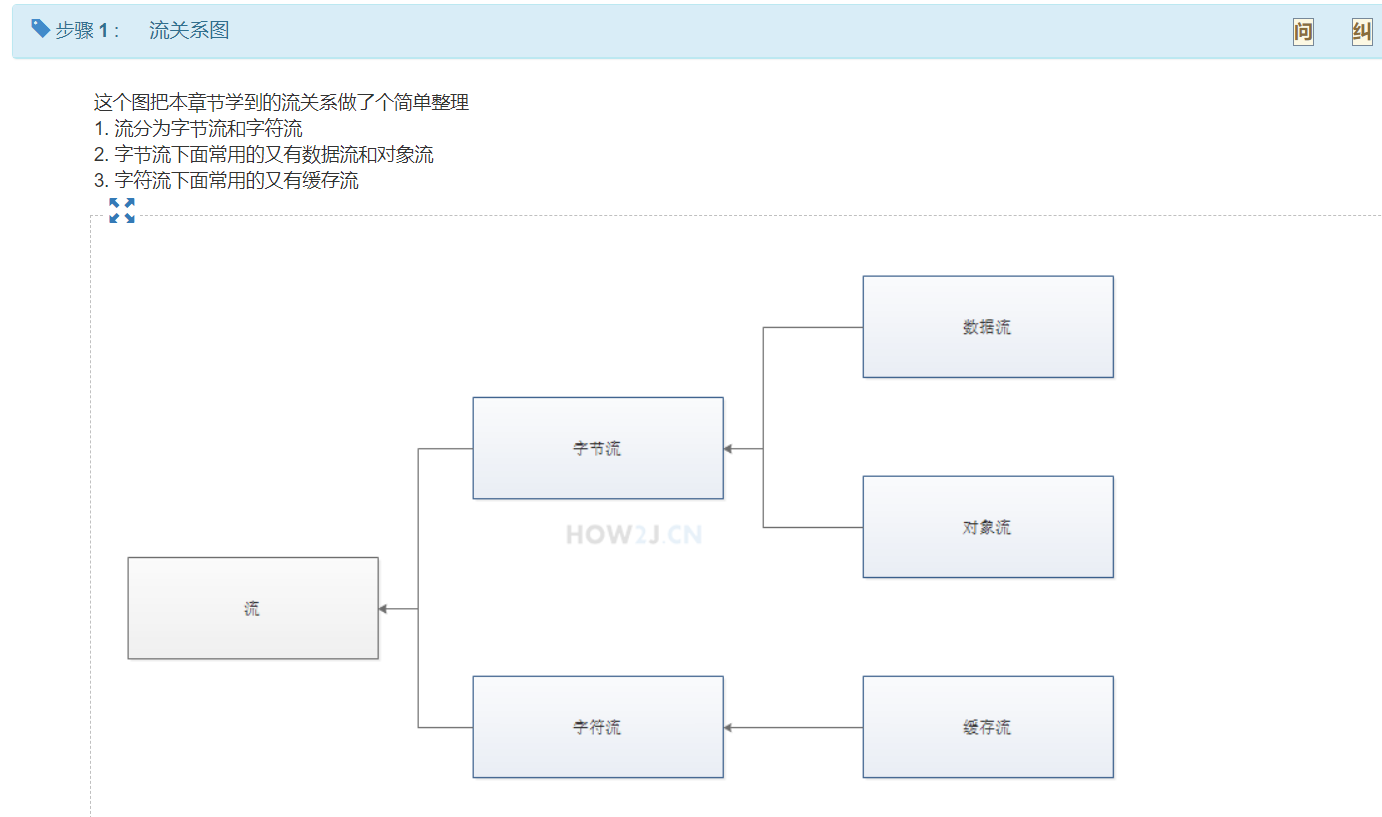 步骤 1 : 流关系图 问 纠
这个图把本章节学到的流关系做了个简单整理
1. 流分为字节流和字符流
2. 字节流下面常用的又有数据流和对象流
3. 字符流下面常用的又有缓存流
数据流
字节流
对象流
HOW2J.CN
流
字符流
缓存流